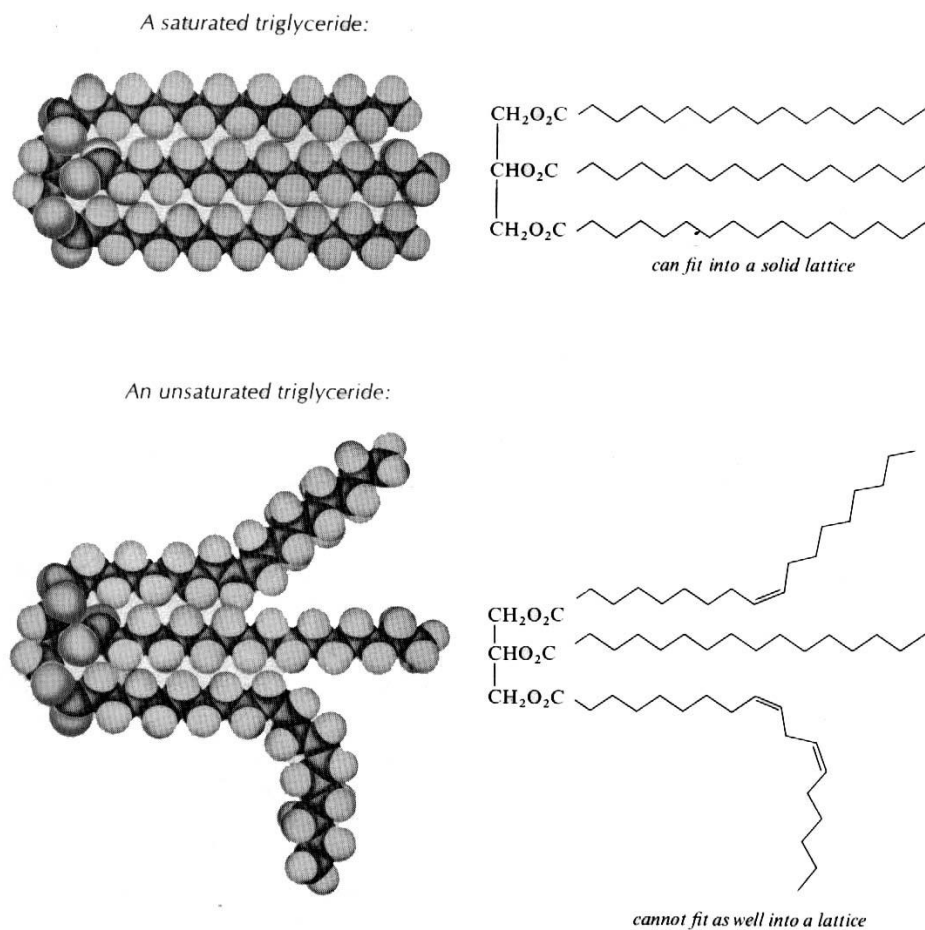 A saturated triglyceride:
CH₂O₂C
CHO₂C
CH₂O₂C
can fit into a solid lattice
An unsaturated triglyceride:
CH₂O₂C
CHO₂C
CH₂O₂C
cannot fit as well into a lattice